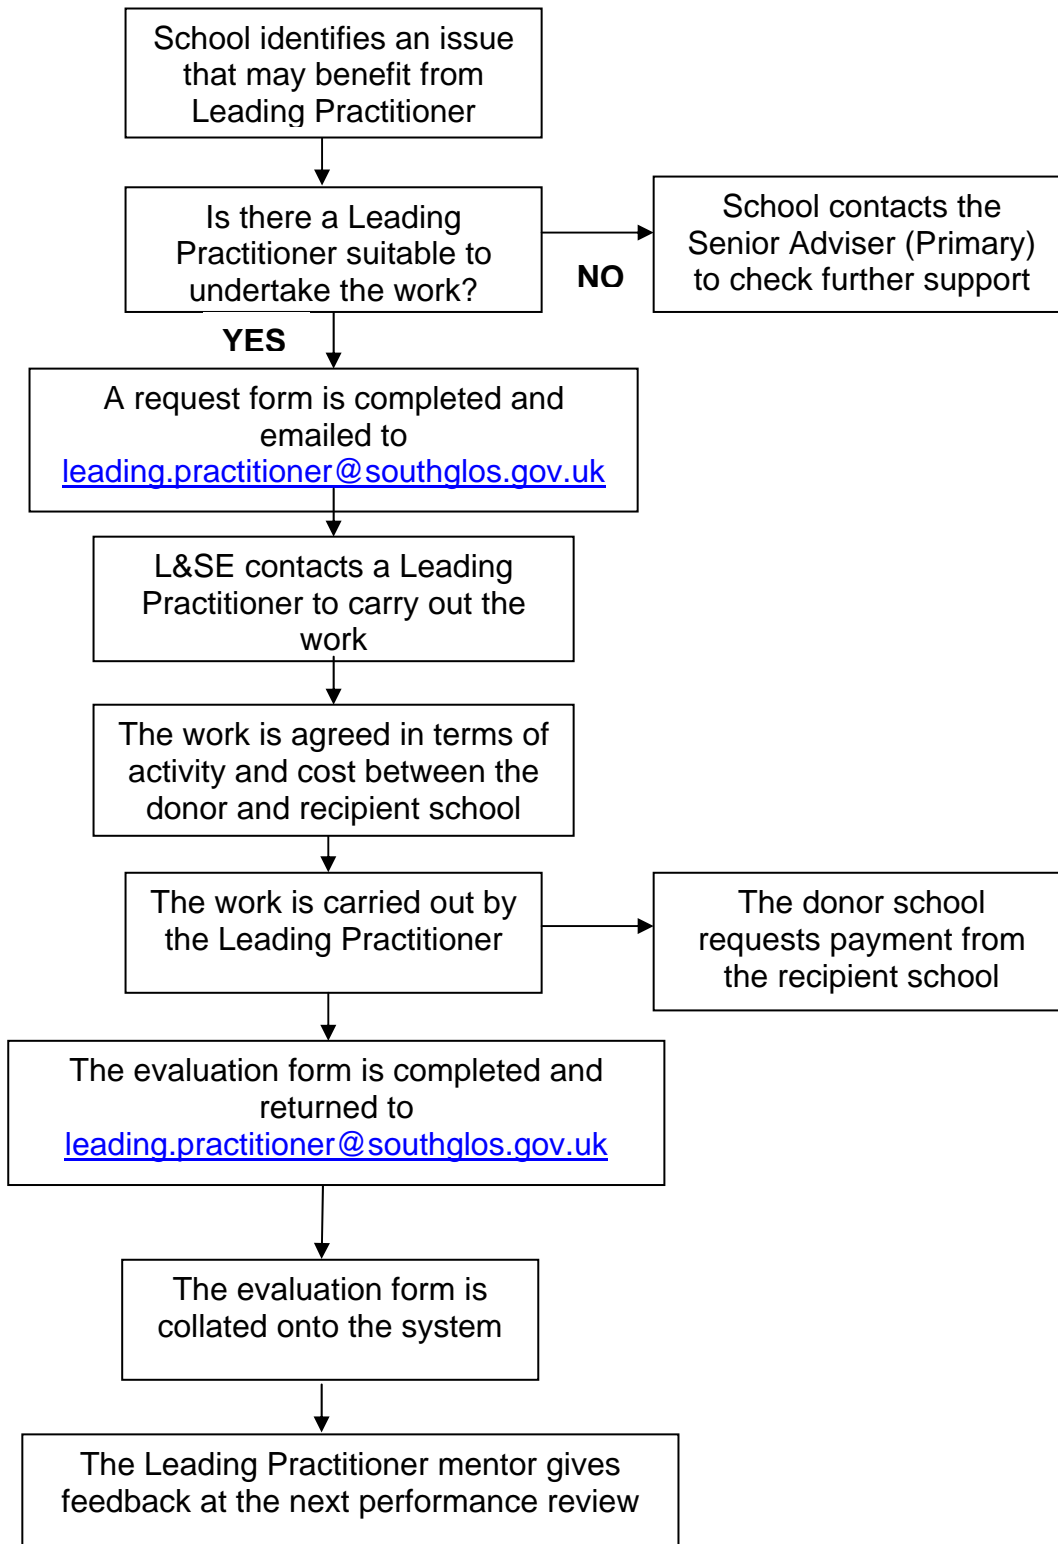 School identifies an issue
that may benefit from
Leading Practitioner
Is there a Leading
Practitioner suitable to
undertake the work?
NO
School contacts the
Senior Adviser (Primary)
to check further support
YES
A request form is completed and
emailed to
leading.practitioner@southglos.gov.uk
L&SE contacts a Leading
Practitioner to carry out the
work
The work is agreed in terms of
activity and cost between the
donor and recipient school
The work is carried out by
the Leading Practitioner
The donor school
requests payment from
the recipient school
The evaluation form is completed and
returned to
leading.practitioner@southglos.gov.uk
The evaluation form is
collated onto the system
The Leading Practitioner mentor gives
feedback at the next performance review